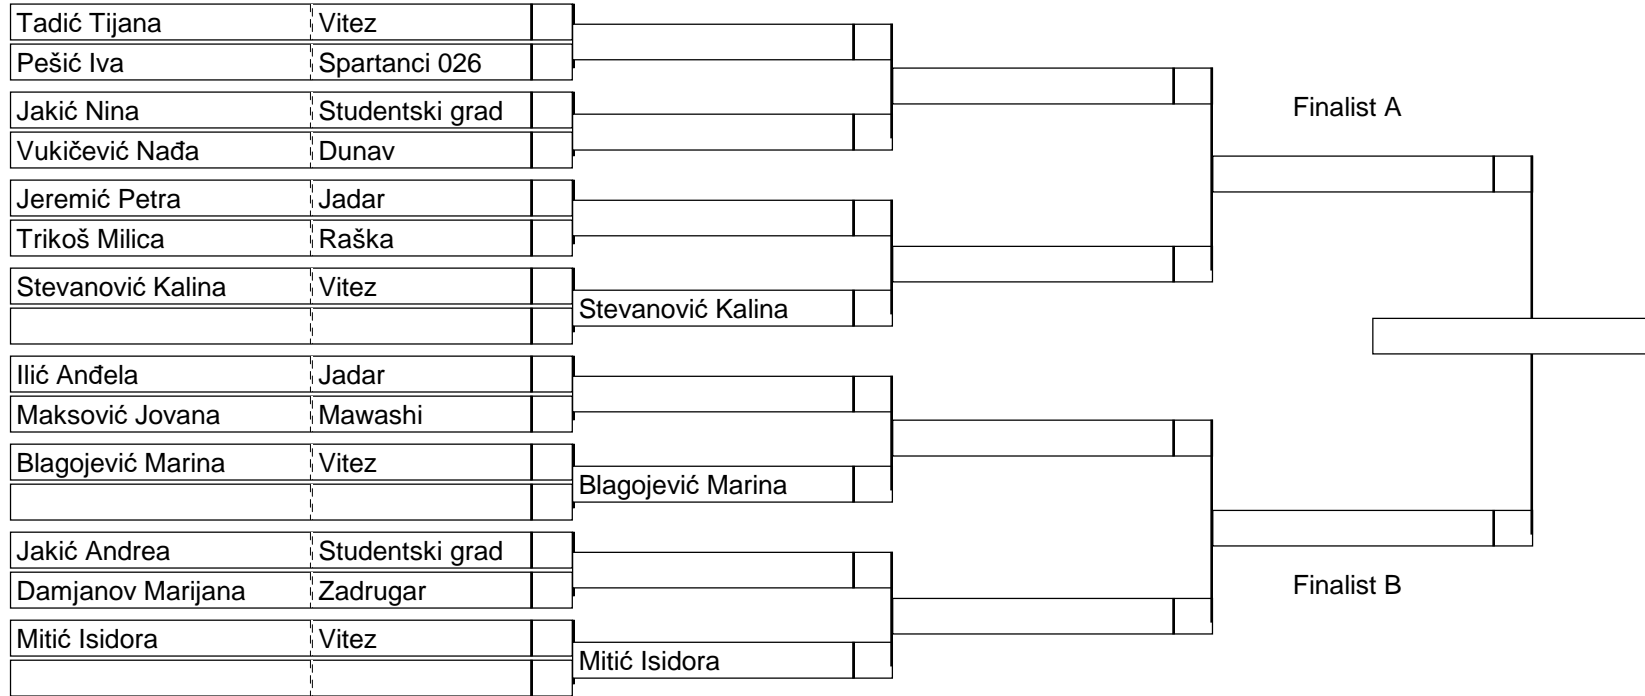 Tadić Tijana Vitez
Pešić Iva Spartanci 026
Jakić Nina Studentski grad
Finalist A
Vukičević Nađa Dunav
Jeremić Petra Jadar
Trikoš Milica Raška
Stevanović Kalina Vitez
Stevanović Kalina
Ilić Anđela Jadar
Maksović Jovana Mawashi
Blagojević Marina Vitez
Blagojević Marina
Jakić Andrea Studentski grad
Damjanov Marijana Zadrugar
Finalist B
Mitić Isidora Vitez
Mitić Isidora